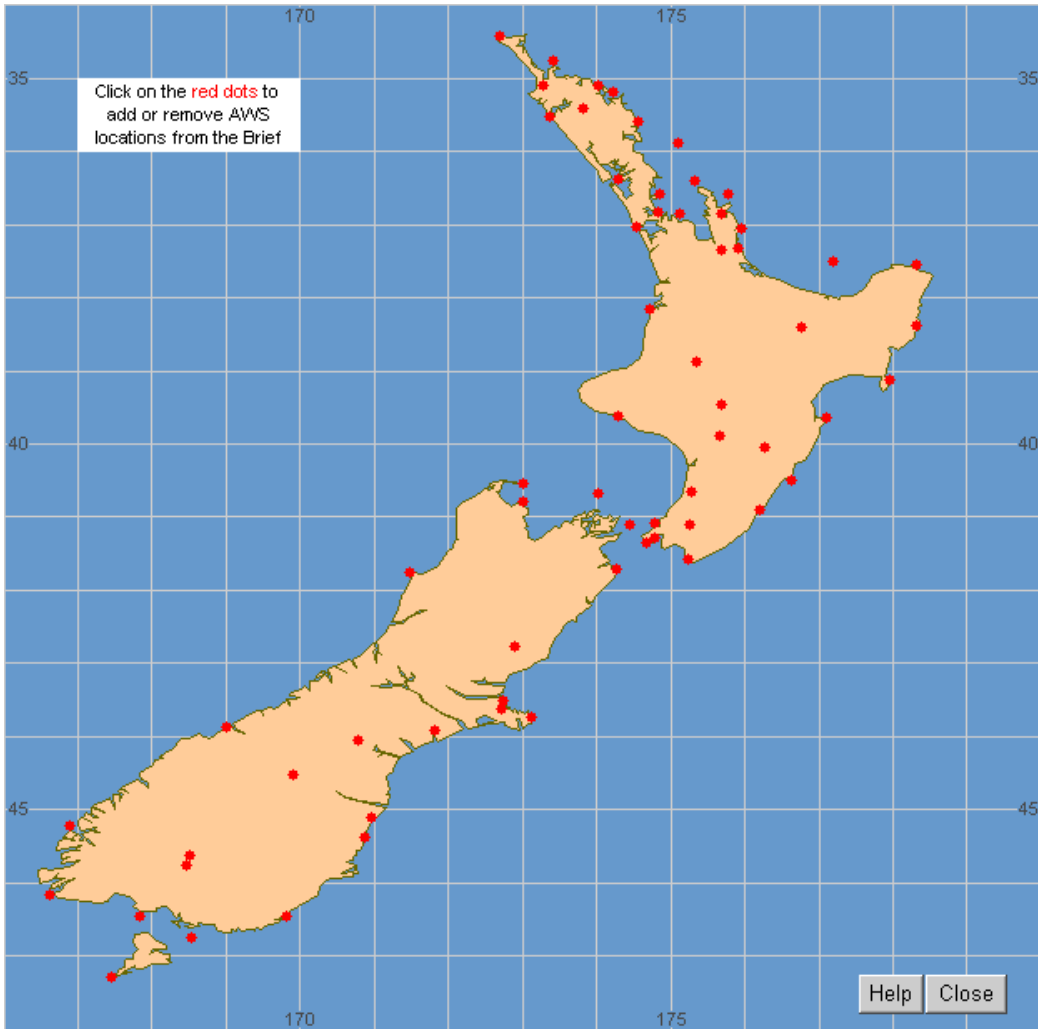 170 175
35 35
Click on the red dots to
add or remove AWS
locations from the Brief
40 40
45 45
Help Close
170 175